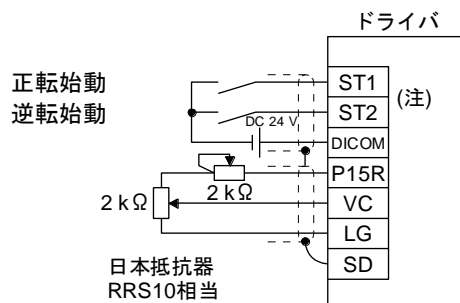 ドライバ
正転始動
逆転始動
ST1
ST2
(注)
DC 24 V
DICOM
P15R
2 kΩ
2 kΩ
VC
LG
SD
日本抵抗器
RRS10相当